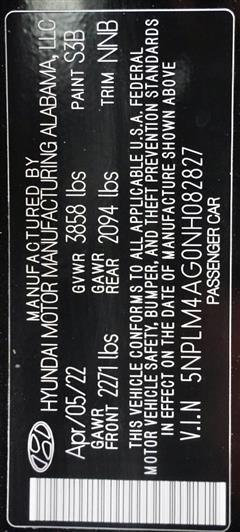 MANUFACTURED BY
HYUNDAI MOTOR MANUFACTURING ALABAMA, LLC
Apr/05/22 GVWR 3858 lbs PAINT S3B
GAWR FRONT 2271 lbs GAWR REAR 2094 lbs TRIM NNB
THIS VEHICLE CONFORMS TO ALL APPLICABLE U.S.A. FEDERAL
MOTOR VEHICLE SAFETY, BUMPER, AND THEFT PREVENTION STANDARDS
IN EFFECT ON THE DATE OF MANUFACTURE SHOWN ABOVE
V.I.N 5NPLM4AG0NH082827
PASSENGER CAR